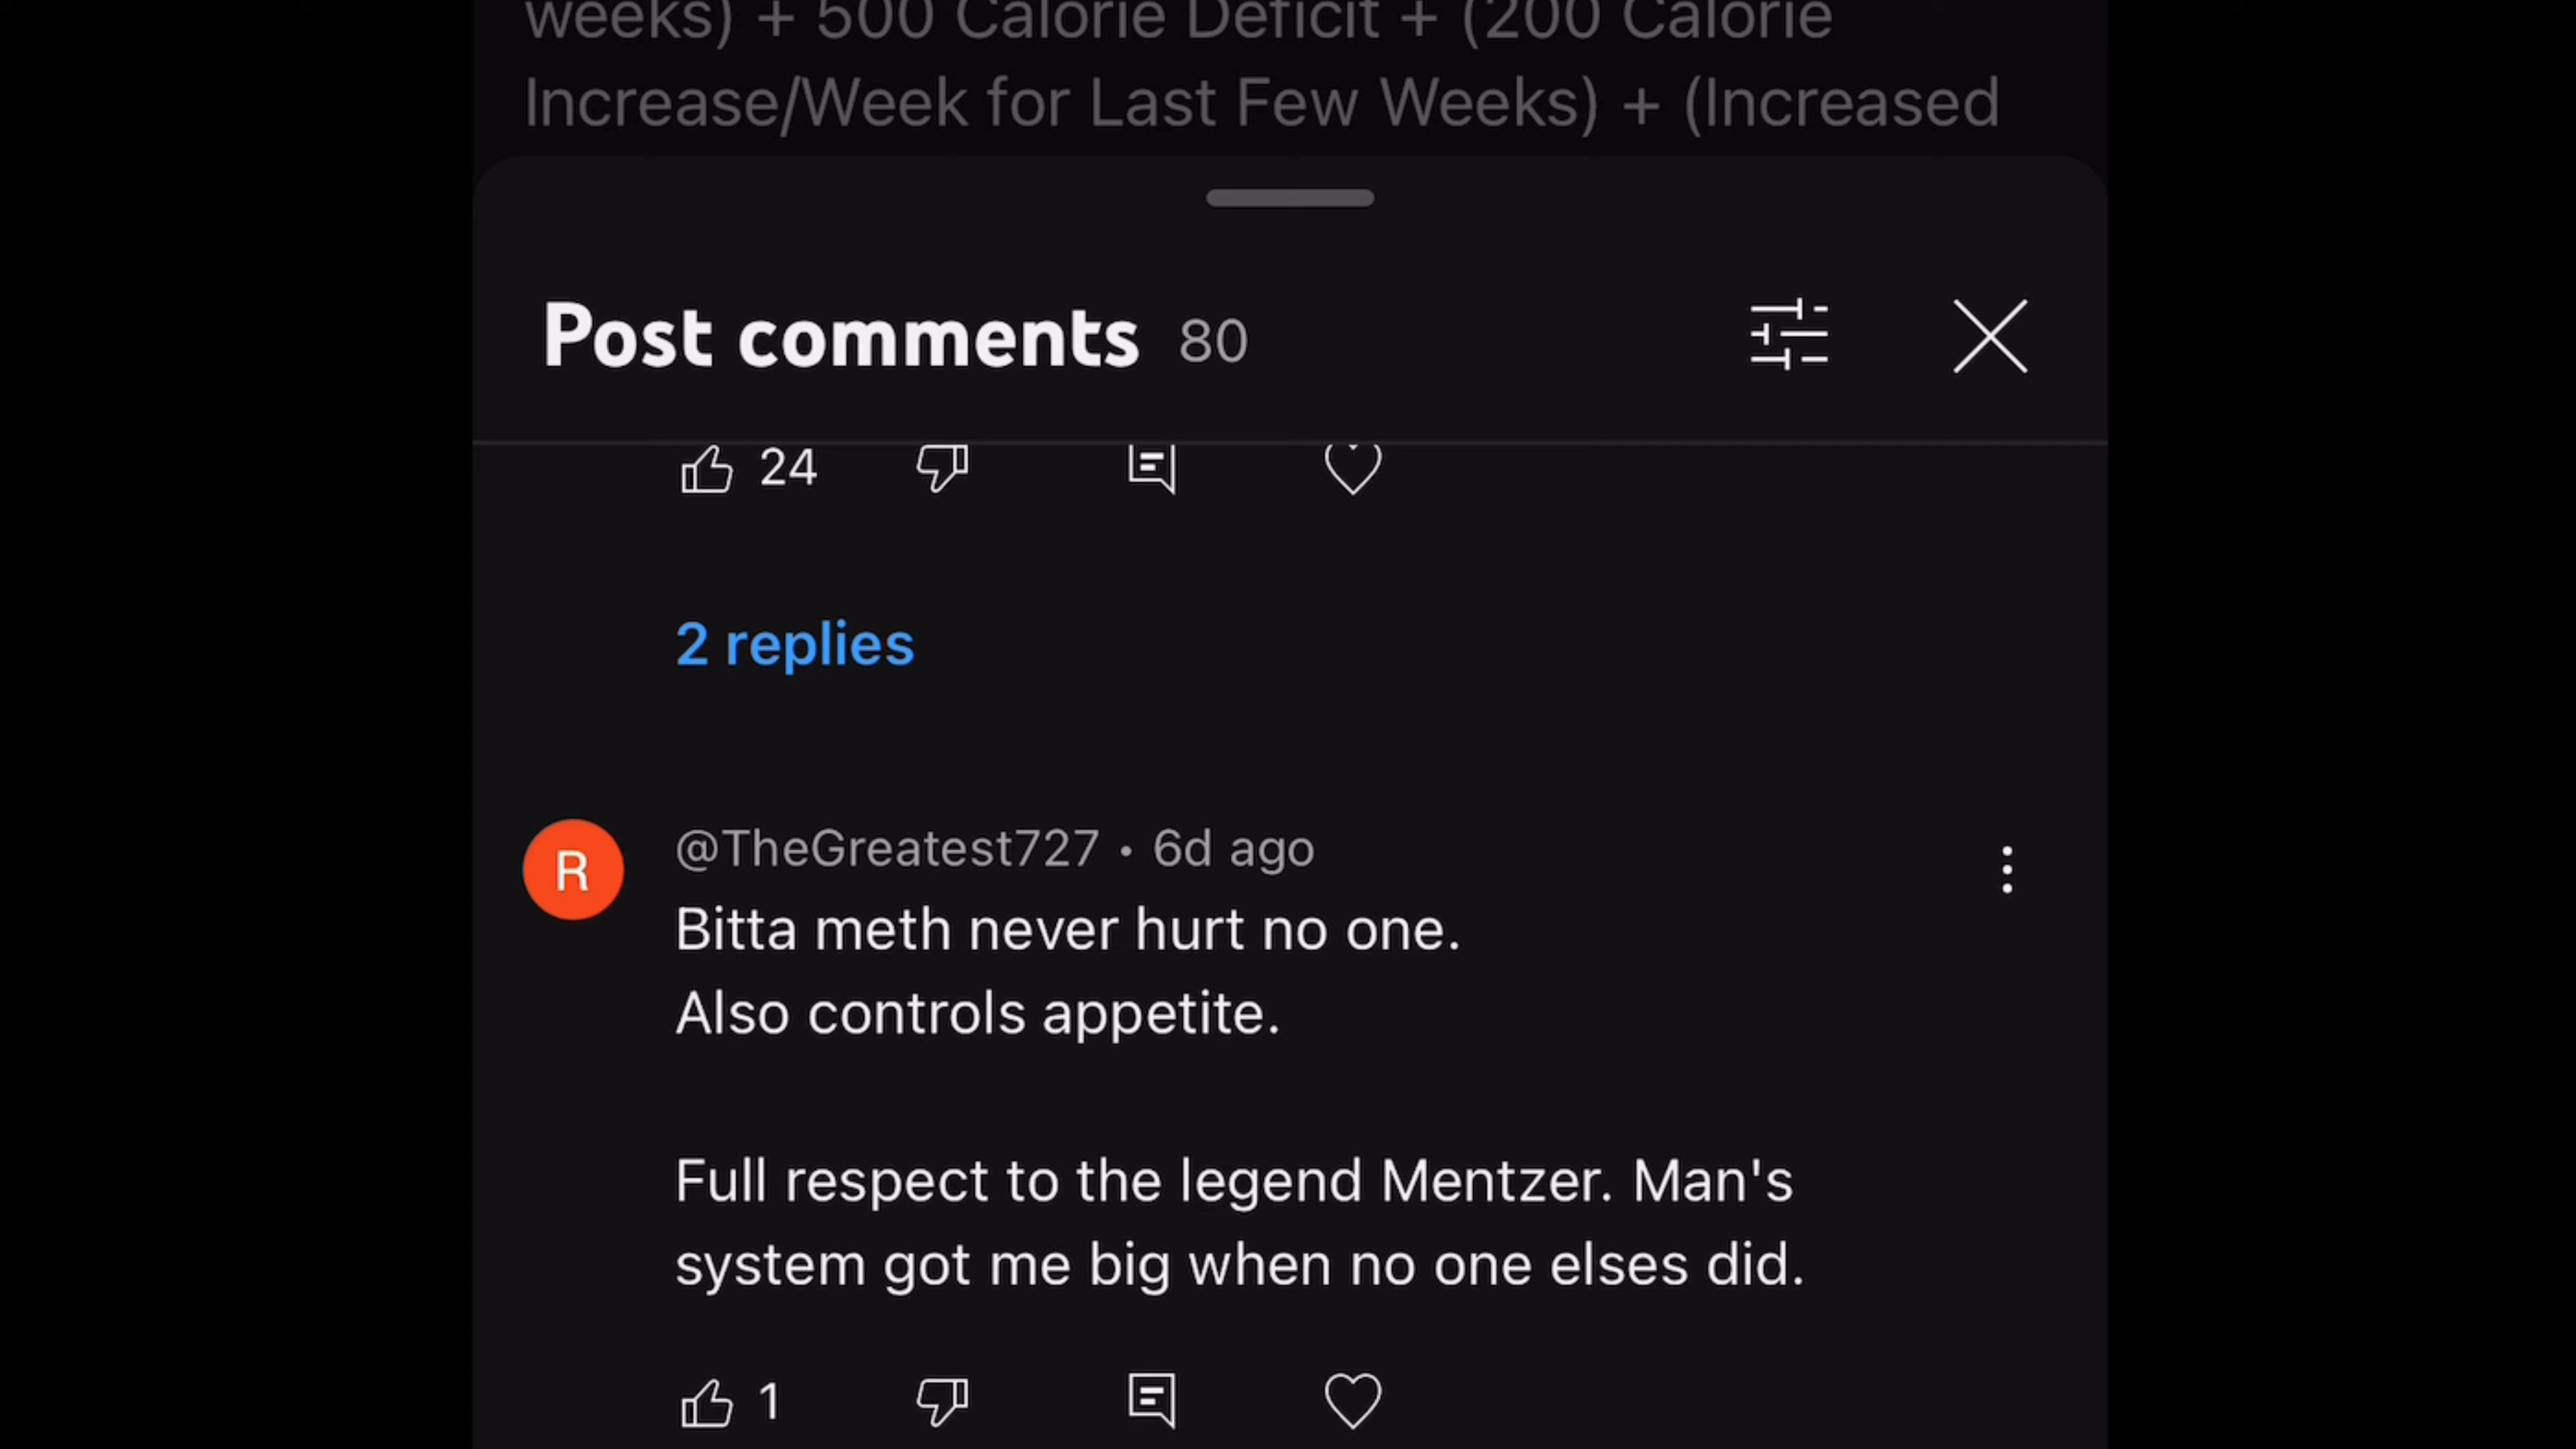 weeks) + 500 Calorie Deficit + (200 Calorie
Increase/Week for Last Few Weeks) + (Increased
Post comments 80
24
2 replies
R
@TheGreatest727 • 6d ago
Bitta meth never hurt no one.
Also controls appetite.
Full respect to the legend Mentzer. Man's
system got me big when no one elses did.
1